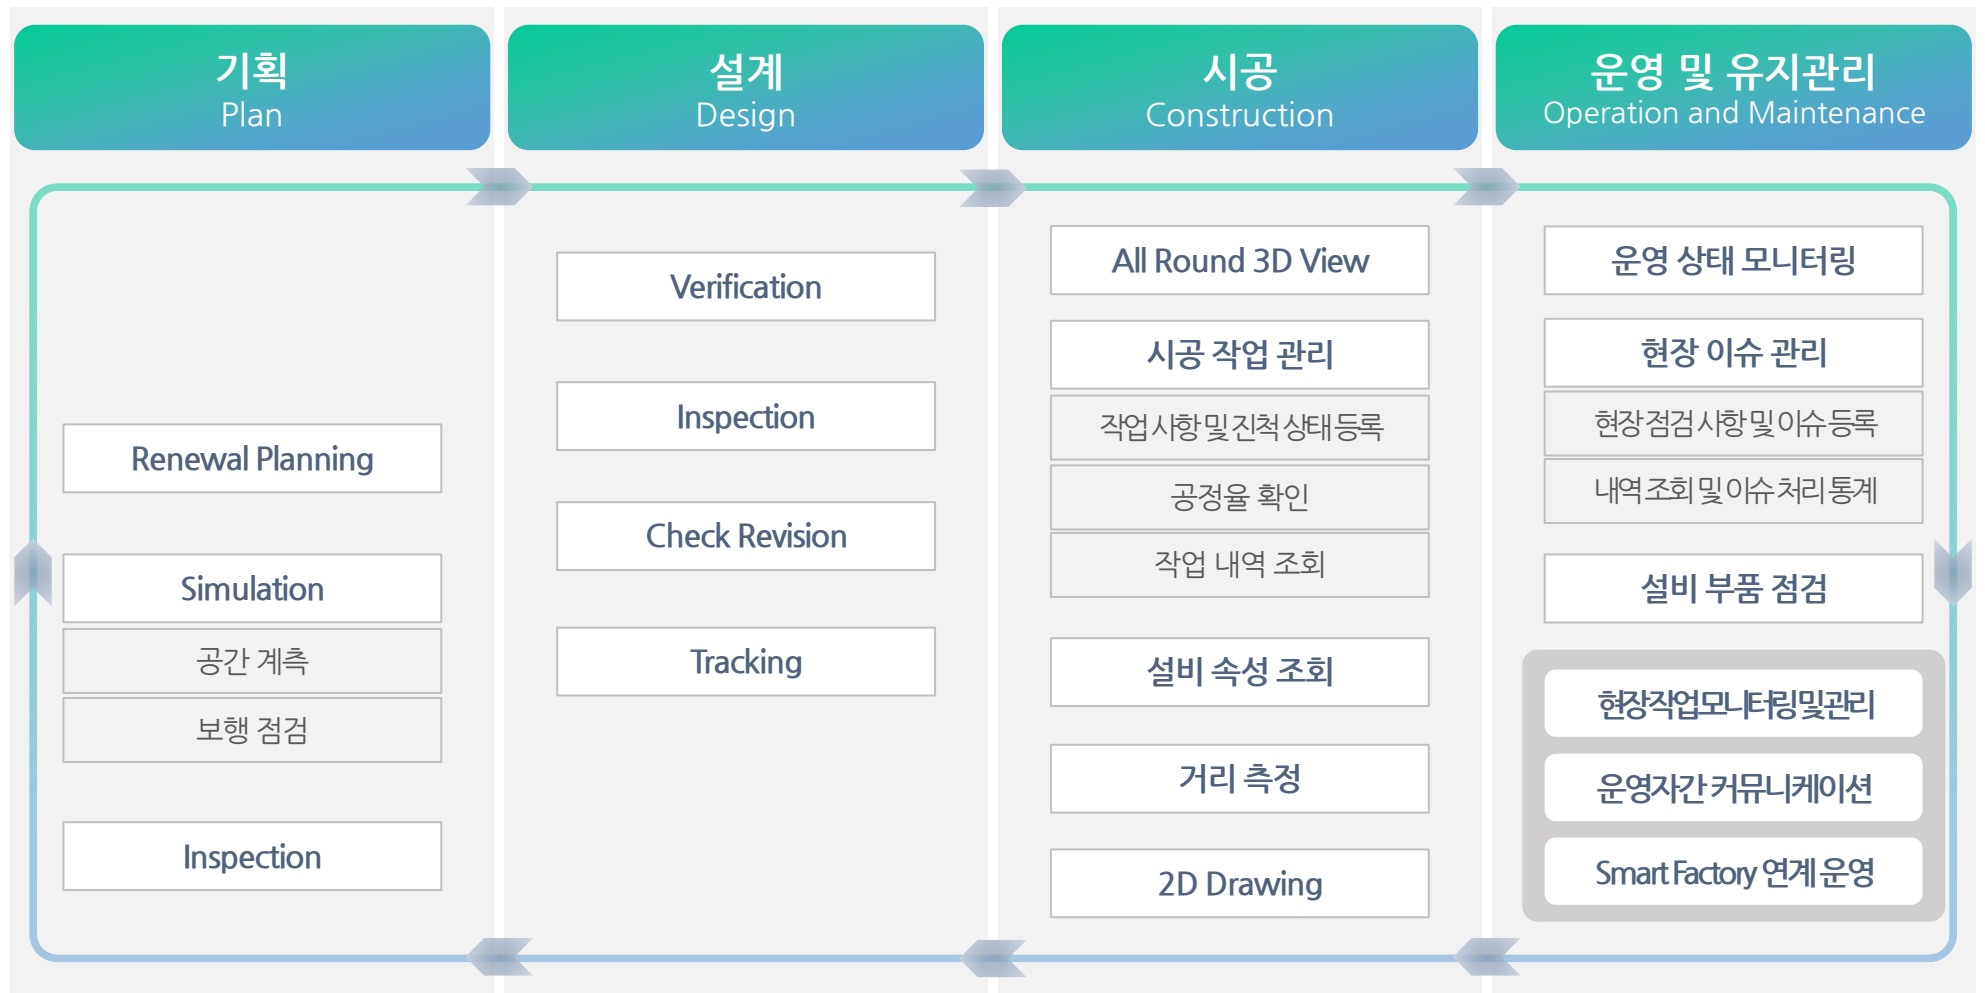 기획
Plan
Renewal Planning
Simulation
공간 계측
보행 점검
Inspection
설계
Design
Verification
Inspection
Check Revision
Tracking
시공
Construction
All Round 3D View
시공 작업 관리
작업 사항 및 진척 상태 등록
공정율 확인
작업 내역 조회
설비 속성 조회
거리 측정
2D Drawing
운영 및 유지관리
Operation and Maintenance
운영 상태 모니터링
현장 이슈 관리
현장 점검 사항 및 이슈 등록
내역 조회 및 이슈 처리 통계
설비 부품 점검
현장작업모니터링및관리
운영자간 커뮤니케이션
Smart Factory 연계 운영